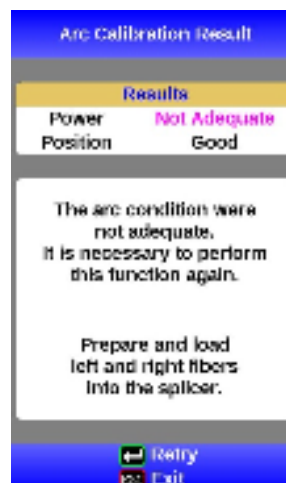 Arc Calibration Result
Results
Power Not Adequate
Position Good
The arc condition were
not adequate.
It is necessary to perform
this function again.
Prepare and load
left and right fibers
into the splicer.
Retry
Exit